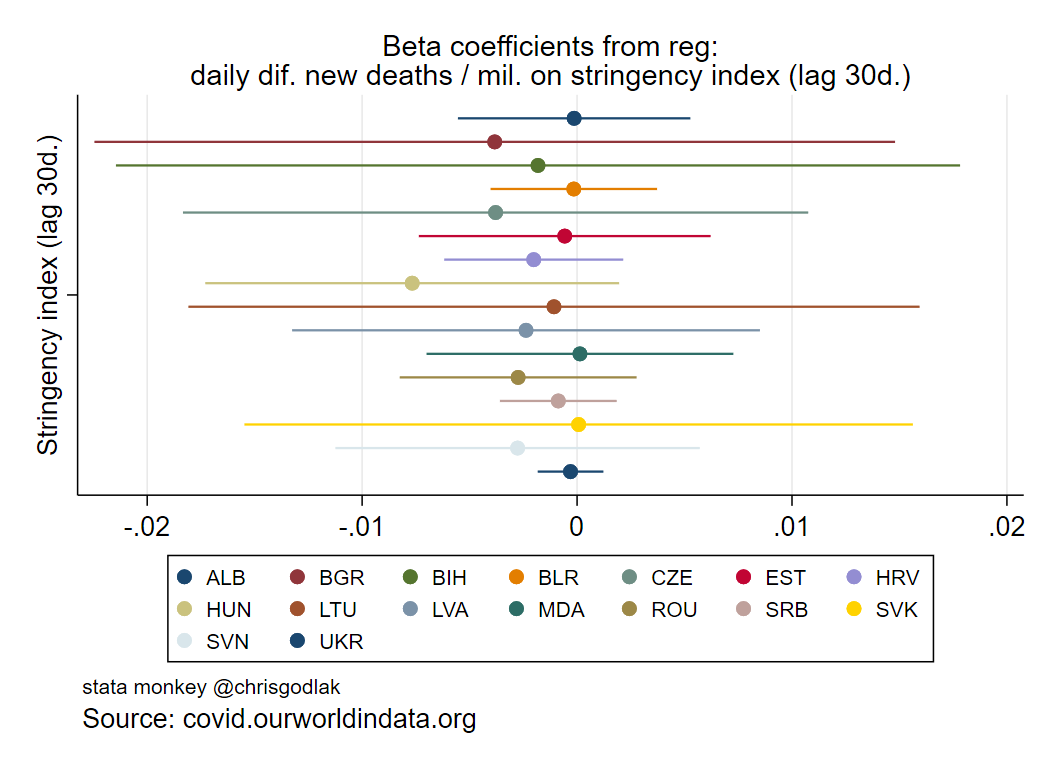 Beta coefficients from reg:
daily dif. new deaths / mil. on stringency index (lag 30d.)
Stringency index (lag 30d.)
-.02 -.01 0 .01 .02
ALB BGR BIH BLR CZE EST HRV
HUN LTU LVA MDA ROU SRB SVK
SVN UKR
stata monkey @chrisgodlak
Source: covid.ourworldindata.org